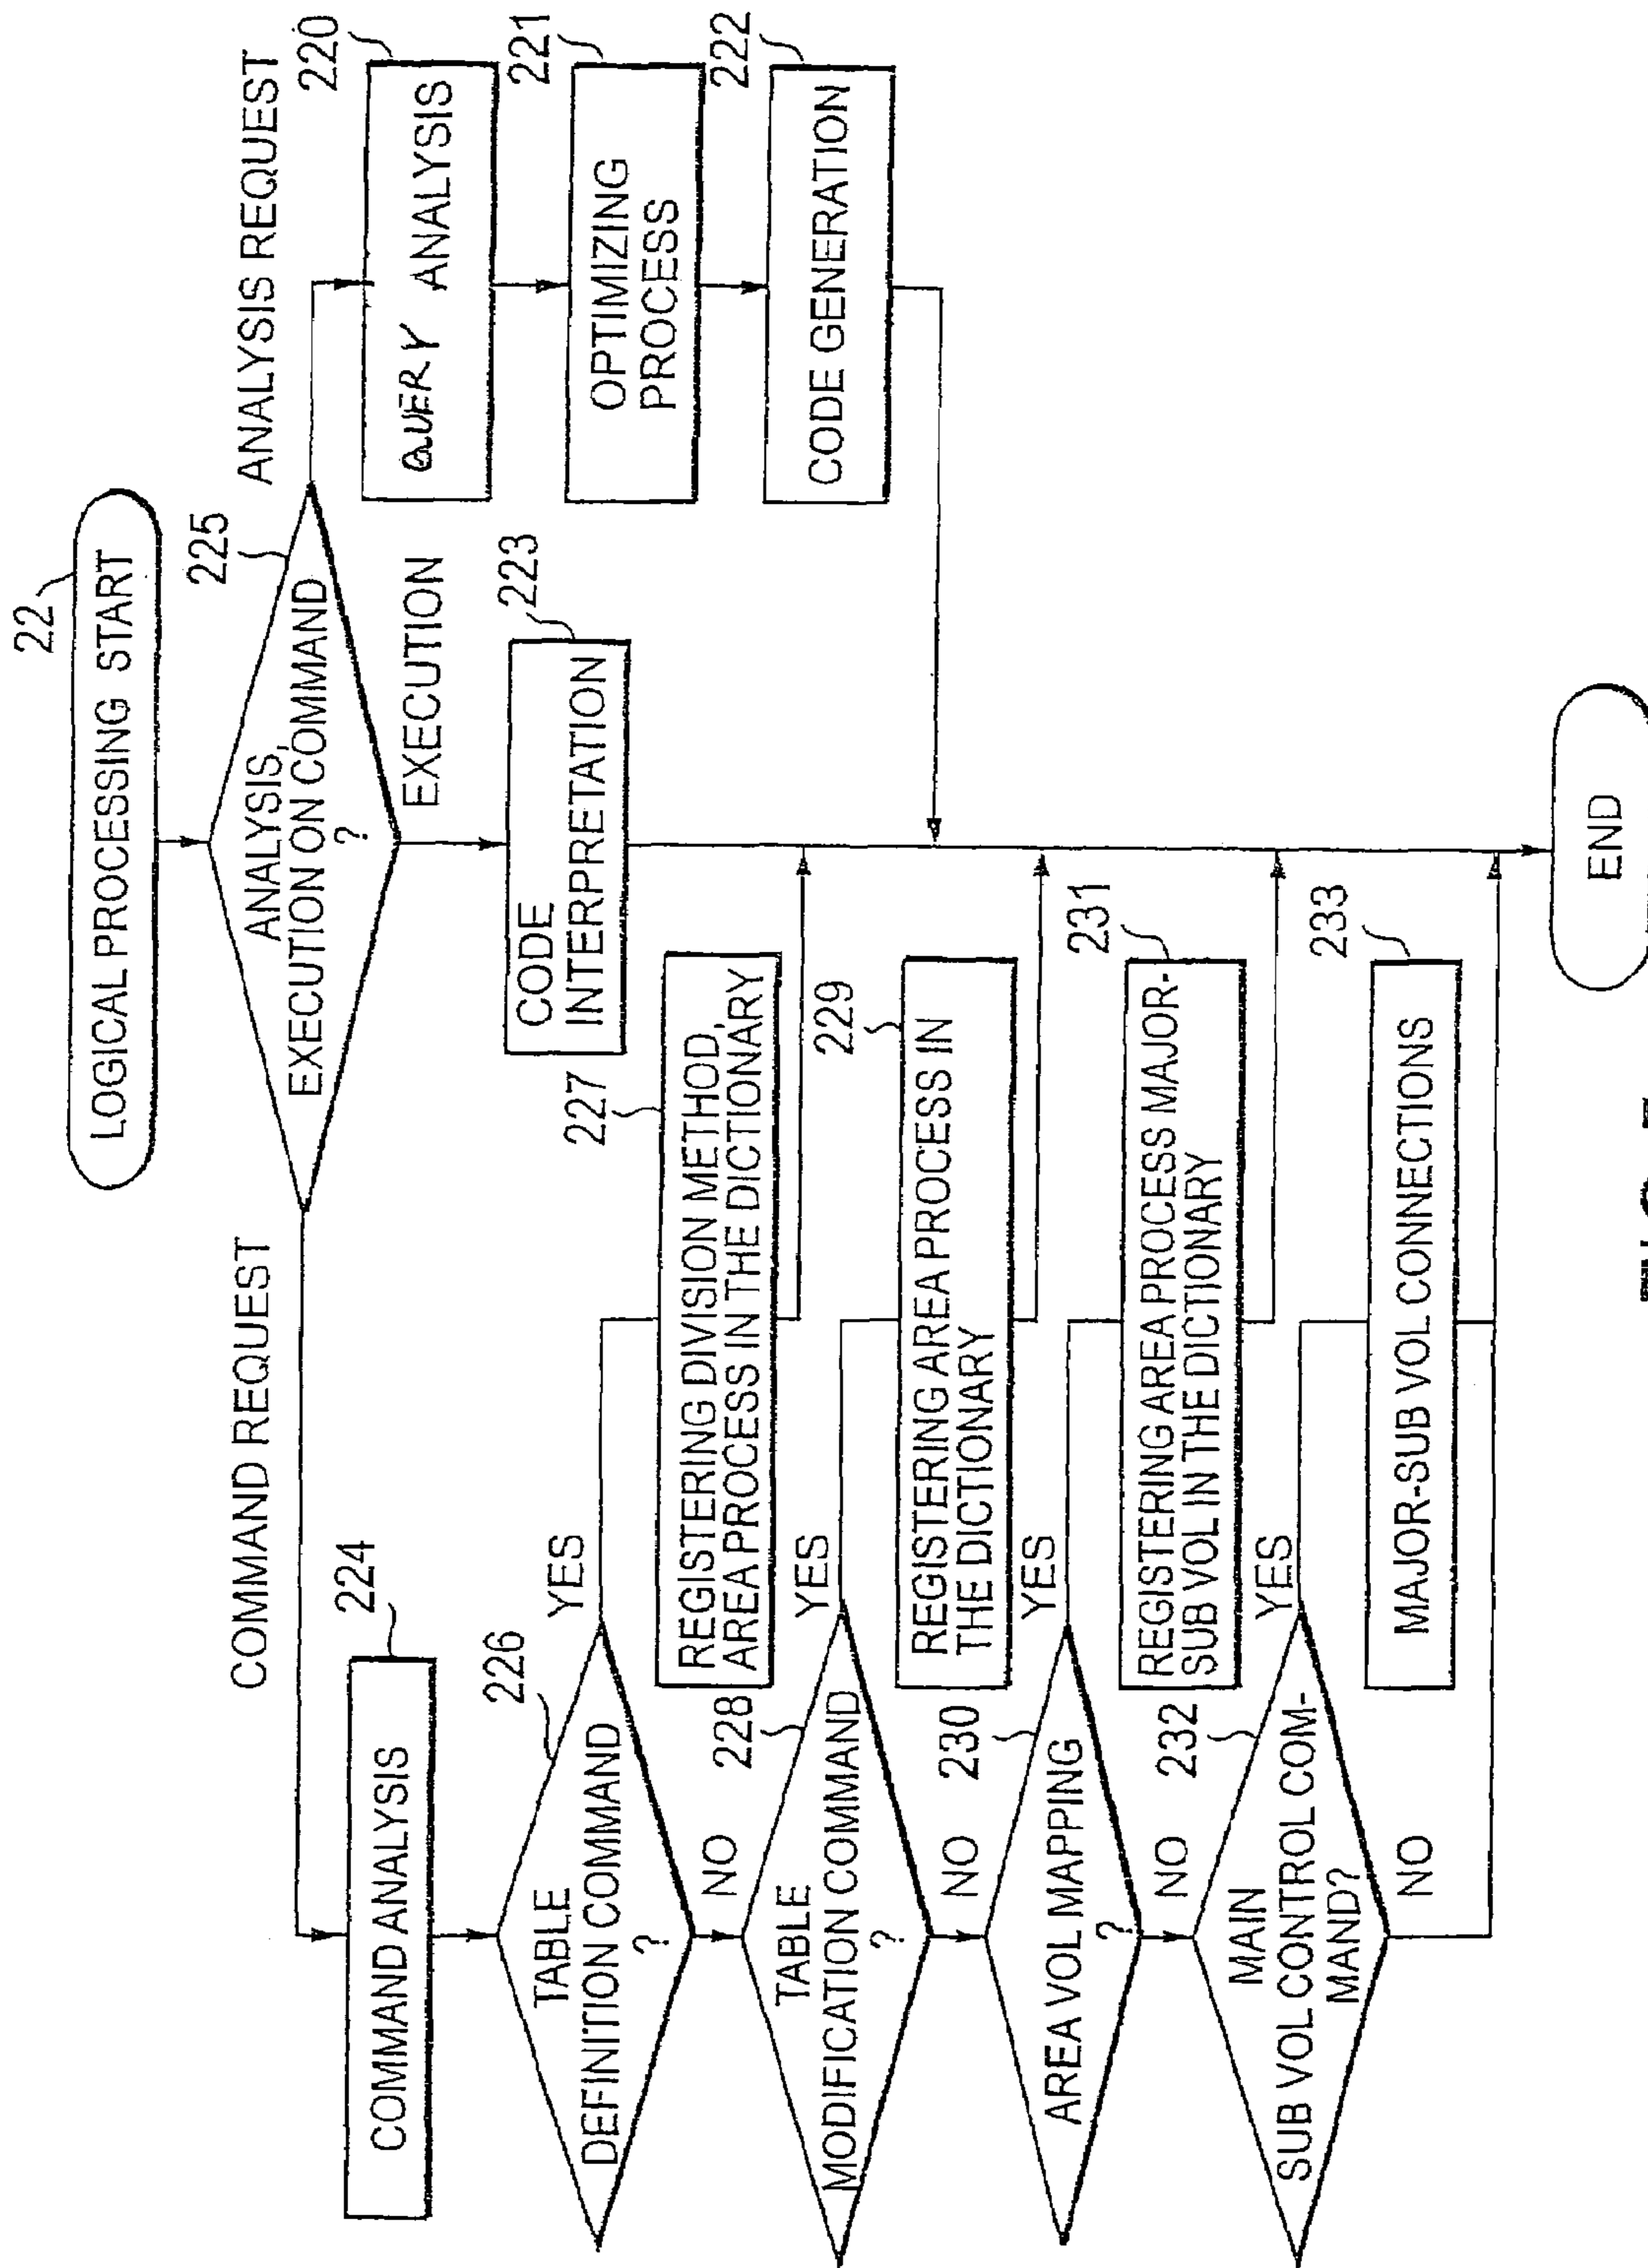 22
LOGICAL PROCESSING START
225
ANALYSIS,
EXECUTION ON COMMAND
?
ANALYSIS REQUEST
220
QUERY ANALYSIS
221
OPTIMIZING
PROCESS
222
CODE GENERATION
EXECUTION
223
CODE
INTERPRETATION
COMMAND REQUEST
224
COMMAND ANALYSIS
226
TABLE
DEFINITION COMMAND
?
YES
227
REGISTERING DIVISION METHOD,
AREA PROCESS IN THE DICTIONARY
NO
228
TABLE
MODIFICATION COMMAND
?
YES
229
REGISTERING AREA PROCESS IN
THE DICTIONARY
NO
230
AREA VOL MAPPING
?
YES
231
REGISTERING AREA PROCESS MAJOR-
SUB VOL IN THE DICTIONARY
NO
232
MAIN
SUB VOL CONTROL COM-
MAND?
YES
233
MAJOR-SUB VOL CONNECTIONS
NO
END